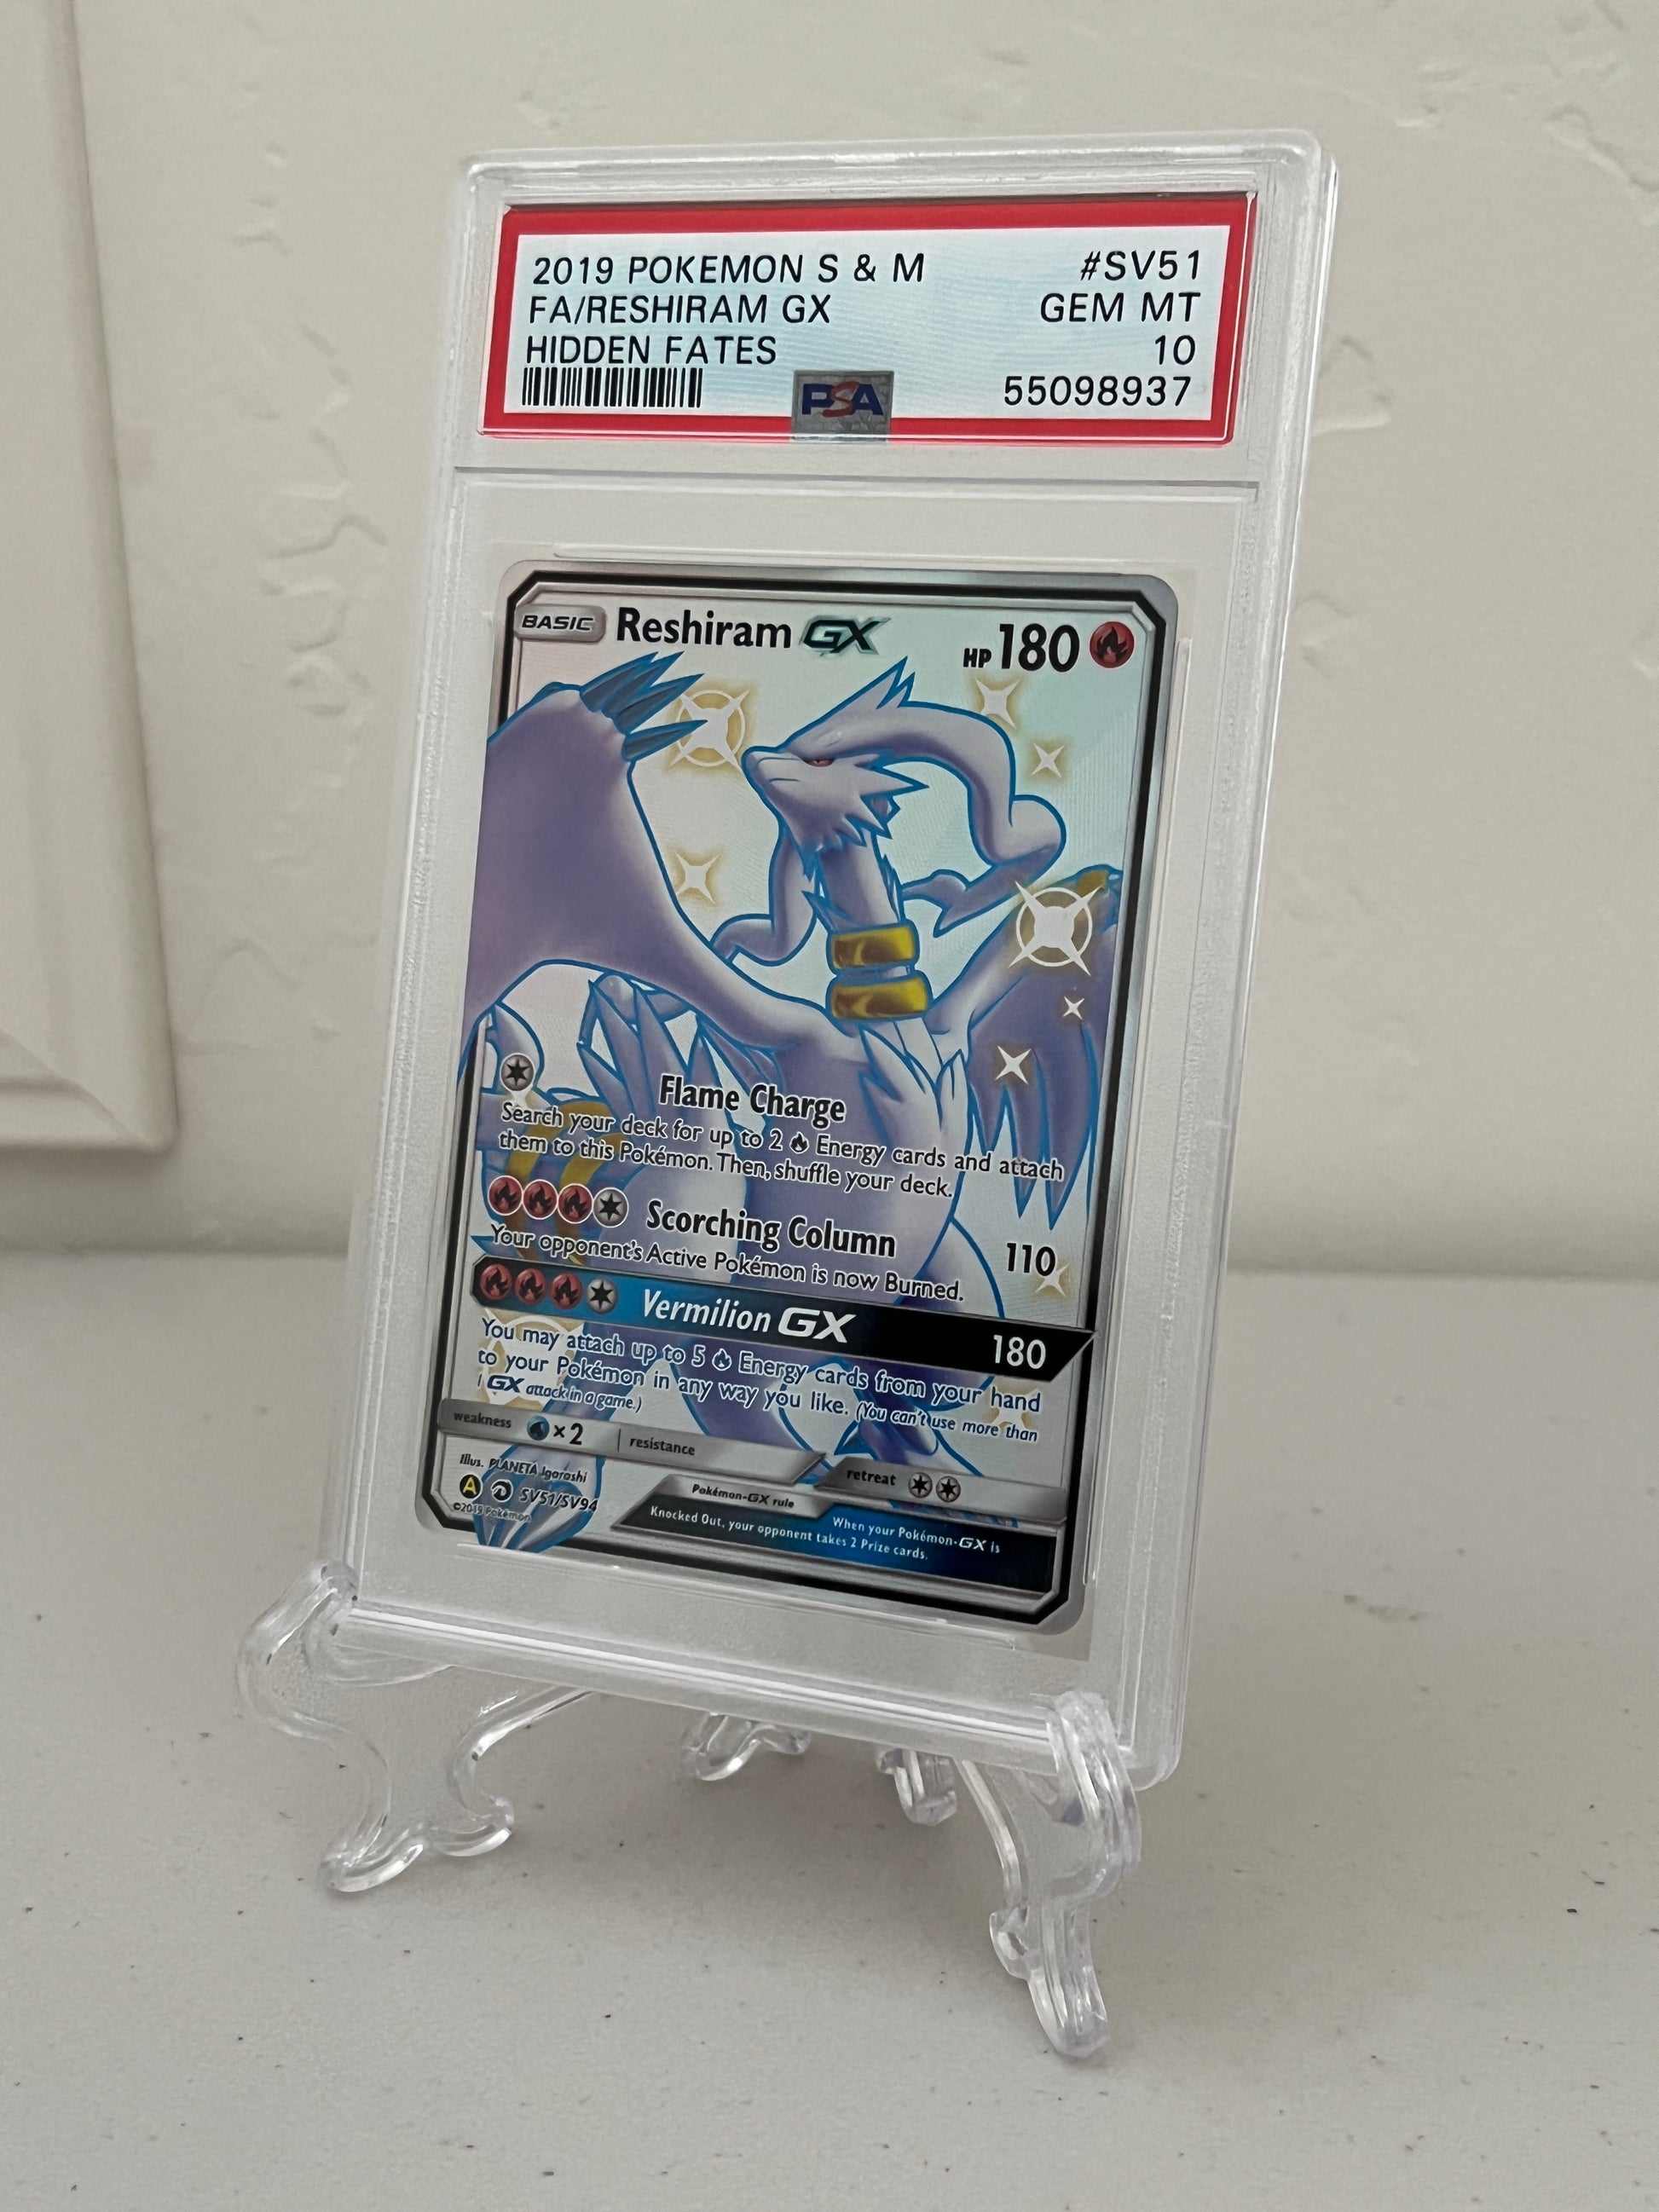 2019 POKEMON S & M #SV51
FA/RESHIRAM GX GEM MT
HIDDEN FATES 10
55098937
PSA
BASIC Reshiram GX HP 180
Flame Charge
Search your deck for up to 2 Energy cards and attach
them to this Pokémon. Then, shuffle your deck.
Scorching Column 110
Your opponent's Active Pokémon is now Burned.
Vermilion GX 180
You may attach up to 5 Energy cards from your hand
to your Pokémon in any way you like. (You can't use more than
1 GX attack in a game.)
weakness ×2 resistance
retreat
Illus. PLANETA Igarashi
A SV51/SV94
©2019 Pokémon
Pokémon-GX rule
When your Pokémon-GX is
Knocked Out, your opponent takes 2 Prize cards.